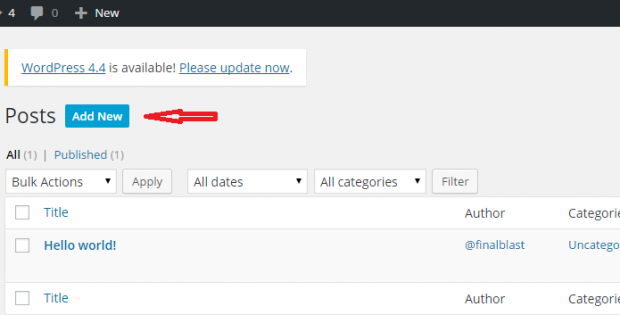 4 0 New
WordPress 4.4 is available! Please update now.
Posts Add New
All (1) | Published (1)
Bulk Actions Apply All dates All categories Filter
Title Author Categorie
Hello world! @finalblast Uncatego
Title Author Categorie